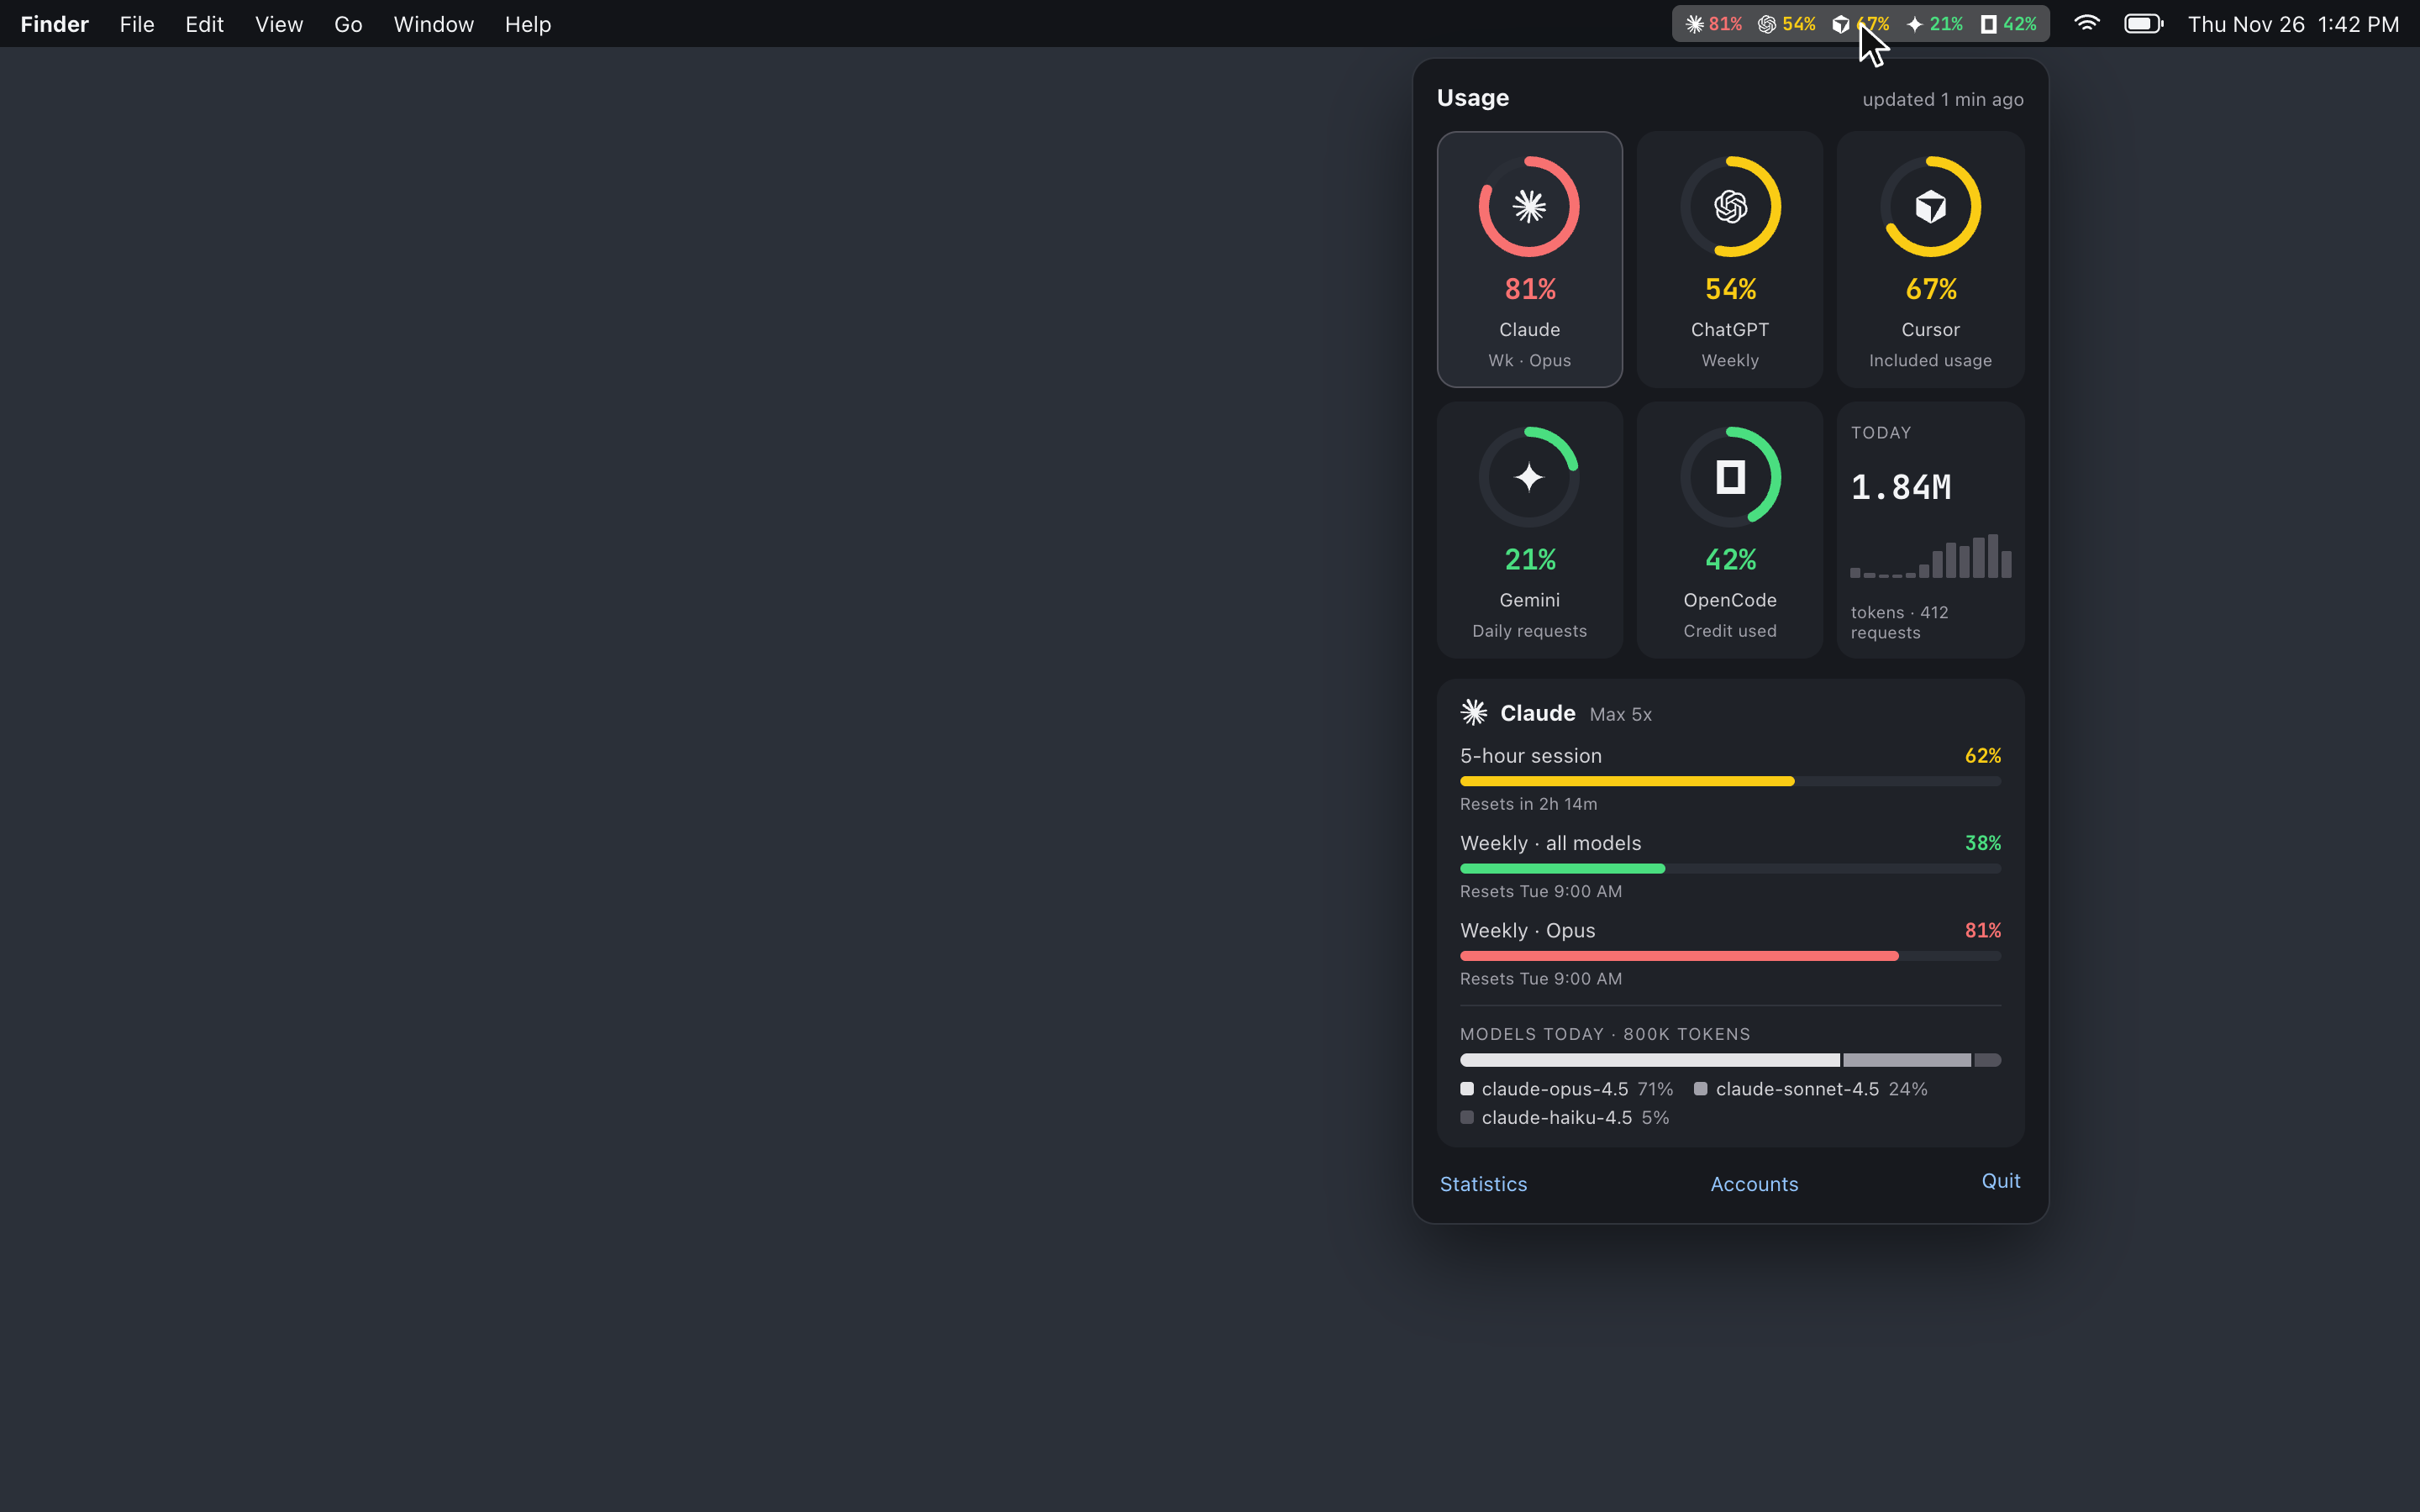 Finder File Edit View Go Window Help 81% 54% 67% 21% 42% Thu Nov 26 1:42 PM
Usage updated 1 min ago
81% 54% 67%
Claude ChatGPT Cursor
Wk · Opus Weekly Included usage
TODAY
1.84M
21% 42%
Gemini OpenCode
Daily requests Credit used
tokens · 412
requests
Claude Max 5x
5-hour session 62%
Resets in 2h 14m
Weekly · all models 38%
Resets Tue 9:00 AM
Weekly · Opus 81%
Resets Tue 9:00 AM
MODELS TODAY · 800K TOKENS
claude-opus-4.5 71% claude-sonnet-4.5 24%
claude-haiku-4.5 5%
Statistics Accounts Quit